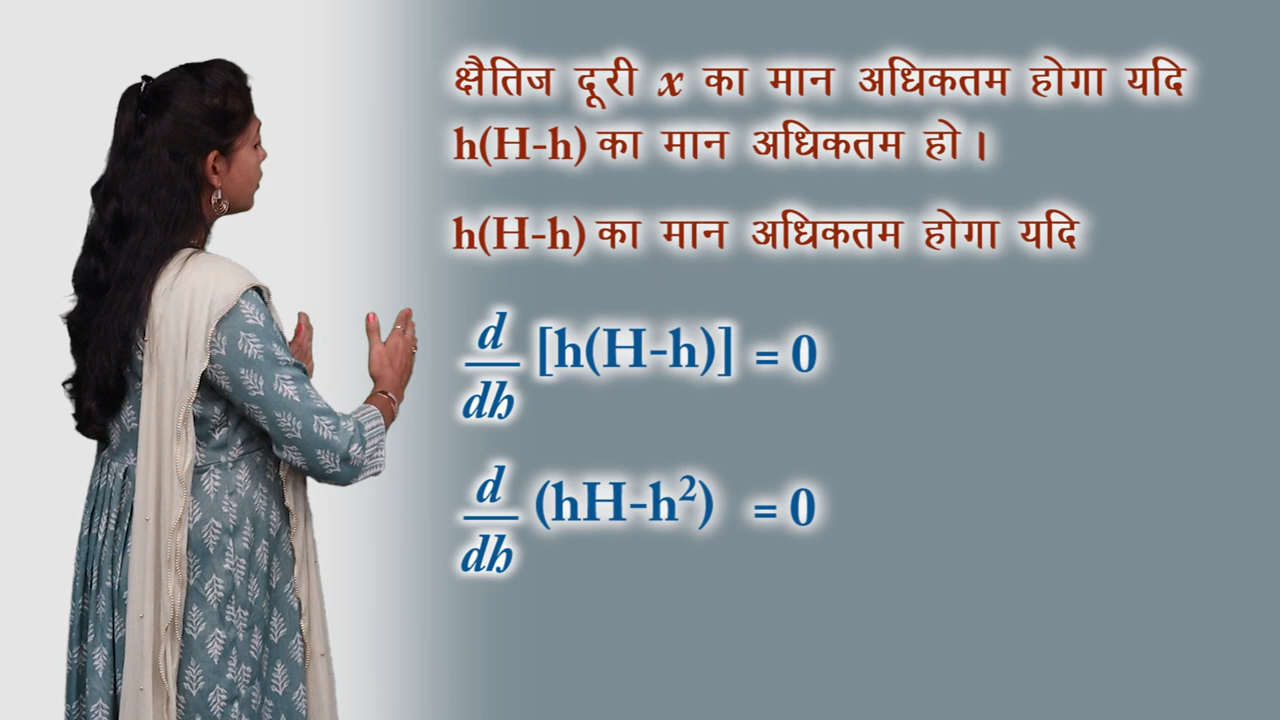 क्षैतिज दूरी x का मान अधिकतम होगा यदि
h(H-h) का मान अधिकतम हो ।
h(H-h) का मान अधिकतम होगा यदि
d/dh [h(H-h)] = 0
d/dh (hH-h²) = 0